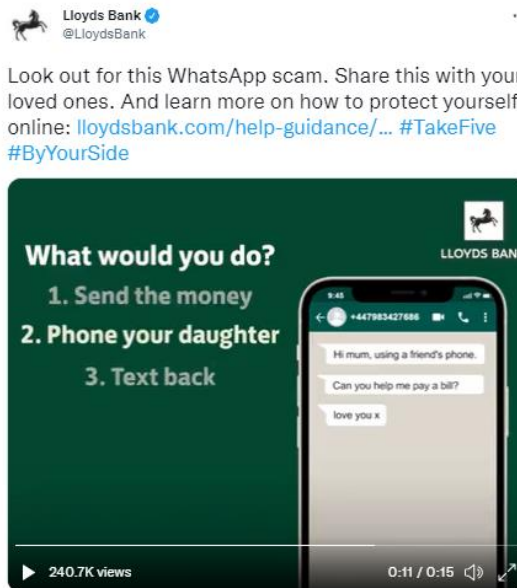 Lloyds Bank
@LloydsBank
Look out for this WhatsApp scam. Share this with your
loved ones. And learn more on how to protect yourself
online: lloydsbank.com/help-guidance/... #TakeFive
#ByYourSide
What would you do?
1. Send the money
2. Phone your daughter
3. Text back
LLOYDS BAN
9:45
+447983427686
Hi mum, using a friend's phone.
Can you help me pay a bill?
love you x
240.7K views
0:11 / 0:15